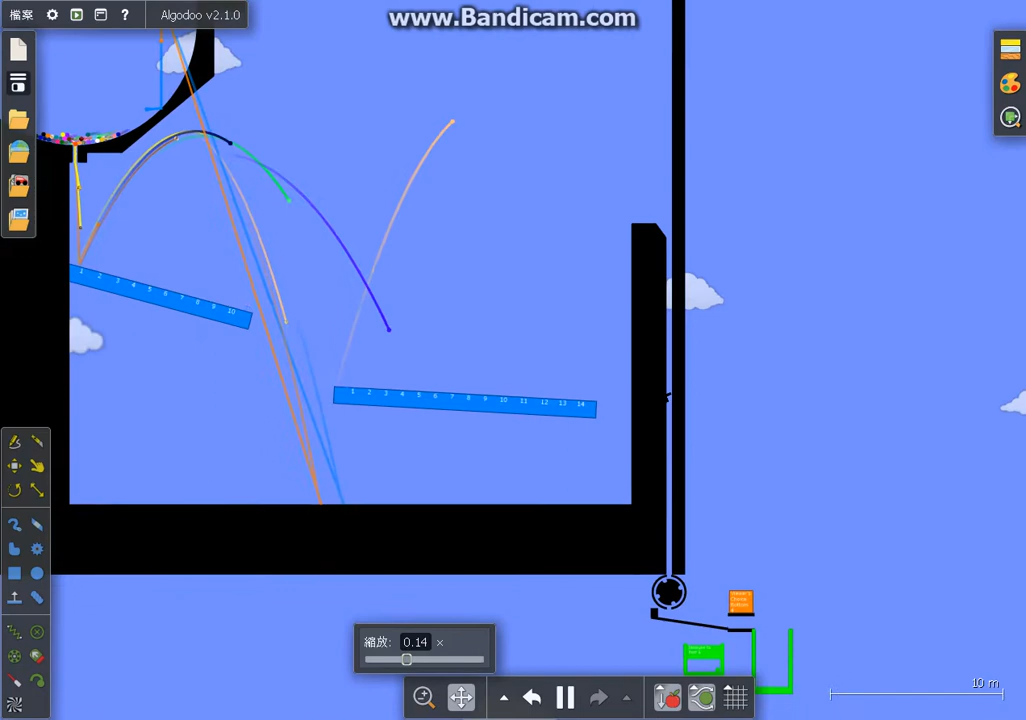 檔案
?
Algodoo v2.1.0
www.Bandicam.com
1 2 3 4 5 6 7 8 9 10
1 2 3 4 5 6 7 8 9 10 11 12 13 14
縮放: 0.14 ×
10 m